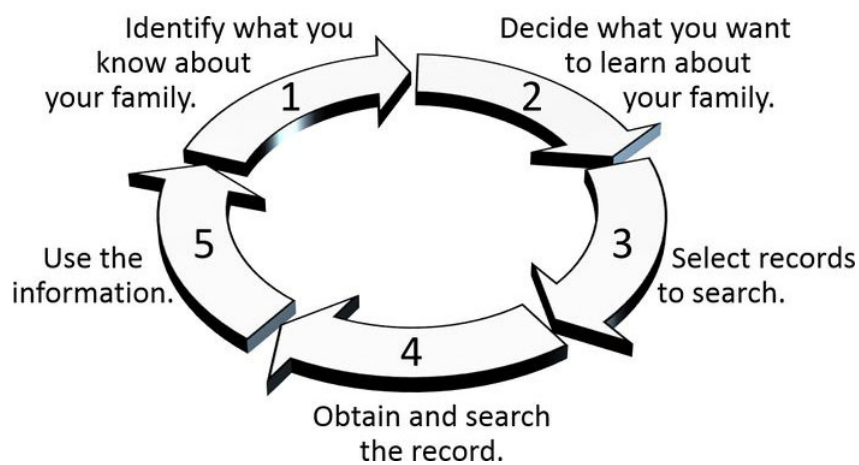 1
Identify what you
know about
your family.
2
Decide what you want
to learn about
your family.
3
Select records
to search.
4
Obtain and search
the record.
5
Use the
information.